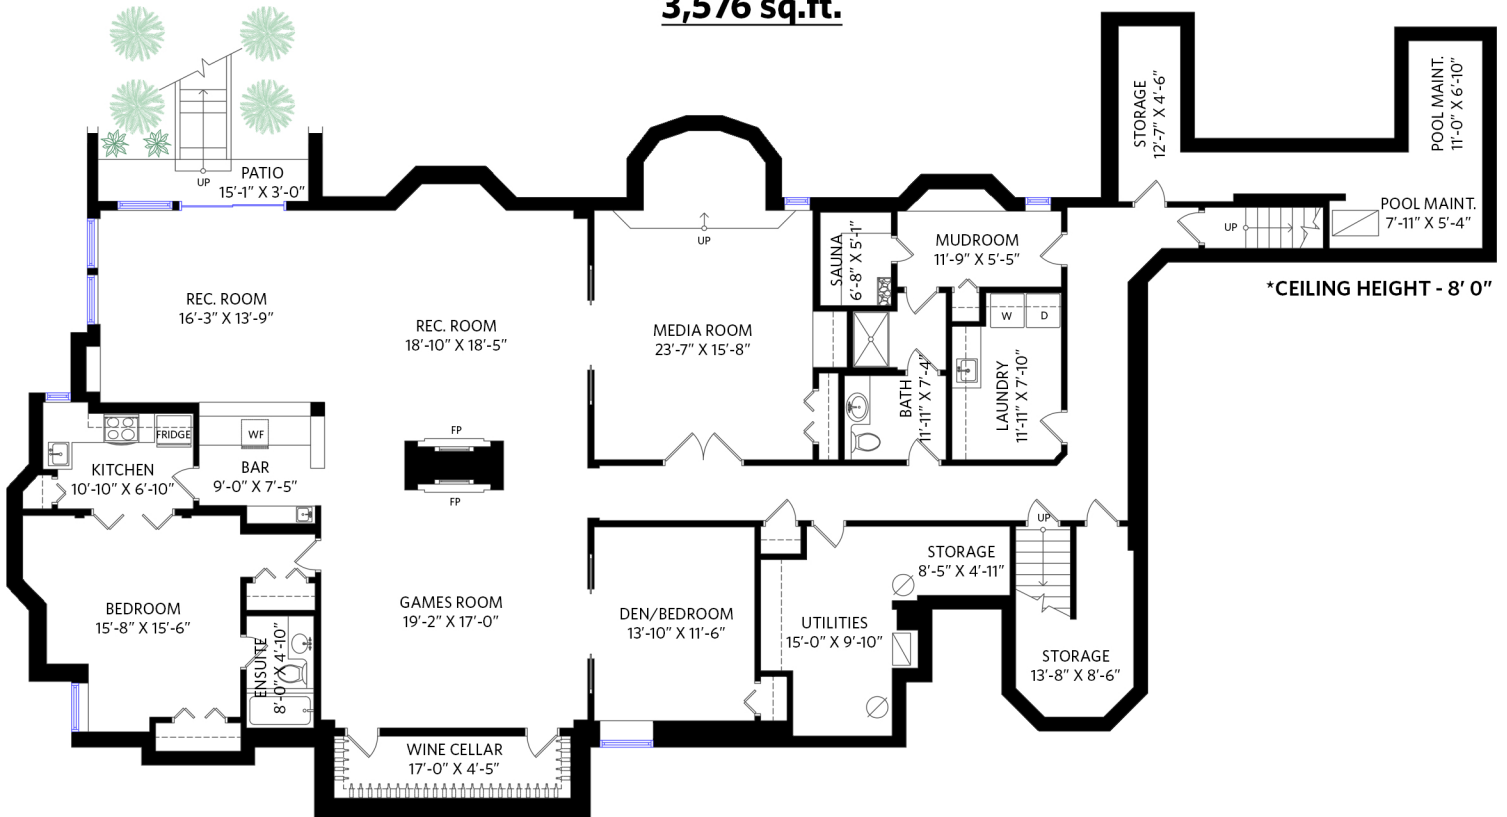 3,576 sq.ft.
STORAGE
12'-7" X 4'-6"
POOL MAINT.
11'-0" X 6'-10"
PATIO
15'-1" X 3'-0"
UP
POOL MAINT.
7'-11" X 5'-4"
UP
UP
SAUNA
6'-8" X 5'-1"
MUDROOM
11'-9" X 5'-5"
*CEILING HEIGHT - 8' 0"
REC. ROOM
16'-3" X 13'-9"
REC. ROOM
18'-10" X 18'-5"
MEDIA ROOM
23'-7" X 15'-8"
W
D
BATH
11'-11" X 7'-4"
LAUNDRY
11'-11" X 7'-10"
FRIDGE
WF
FP
KITCHEN
10'-10" X 6'-10"
BAR
9'-0" X 7'-5"
FP
UP
STORAGE
8'-5" X 4'-11"
BEDROOM
15'-8" X 15'-6"
GAMES ROOM
19'-2" X 17'-0"
DEN/BEDROOM
13'-10" X 11'-6"
UTILITIES
15'-0" X 9'-10"
ENSUITE
8'-0" X 4'-10"
STORAGE
13'-8" X 8'-6"
WINE CELLAR
17'-0" X 4'-5"